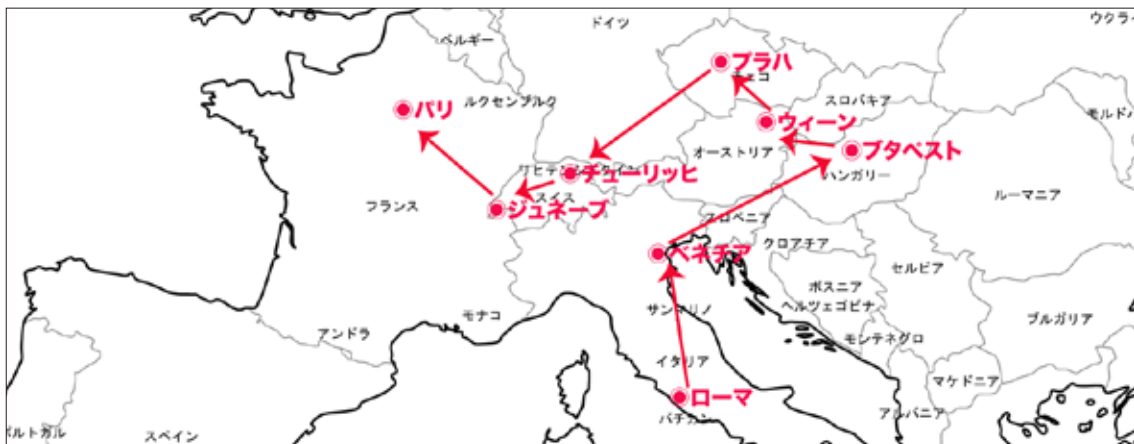 ドイツ
ウクラ
ベルギー
プラハ
チェコ
ルクセンブルク
スロバキア
パリ
モルドバ
ウィーン
オーストリア
ブタペスト
リヒテンシュタイン
チューリッヒ
ハンガリー
スイス
ルーマニア
フランス
ジュネーブ
スロベニア
クロアチア
ベネチア
セルビア
ボスニア
ヘルツェゴビナ
モナコ
サンマリノ
ブルガリア
アンドラ
モンテネグロ
イタリア
マケドニア
ローマ
バチカン
アルバニア
ポルトガル
スペイン